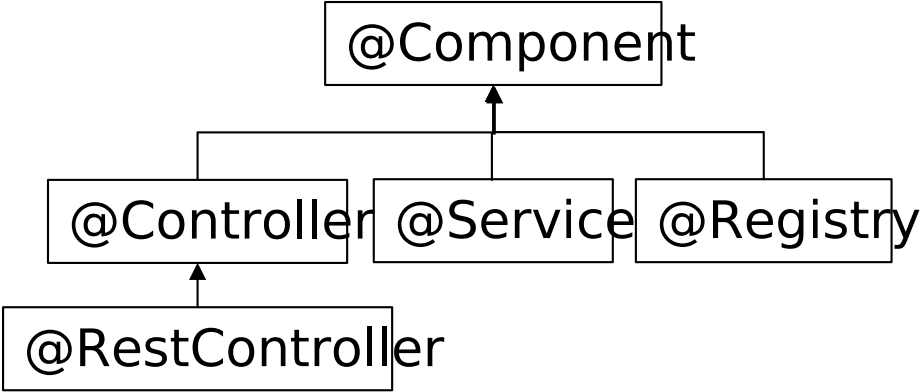 @Component
@Controller
@Service
@Registry
@RestController